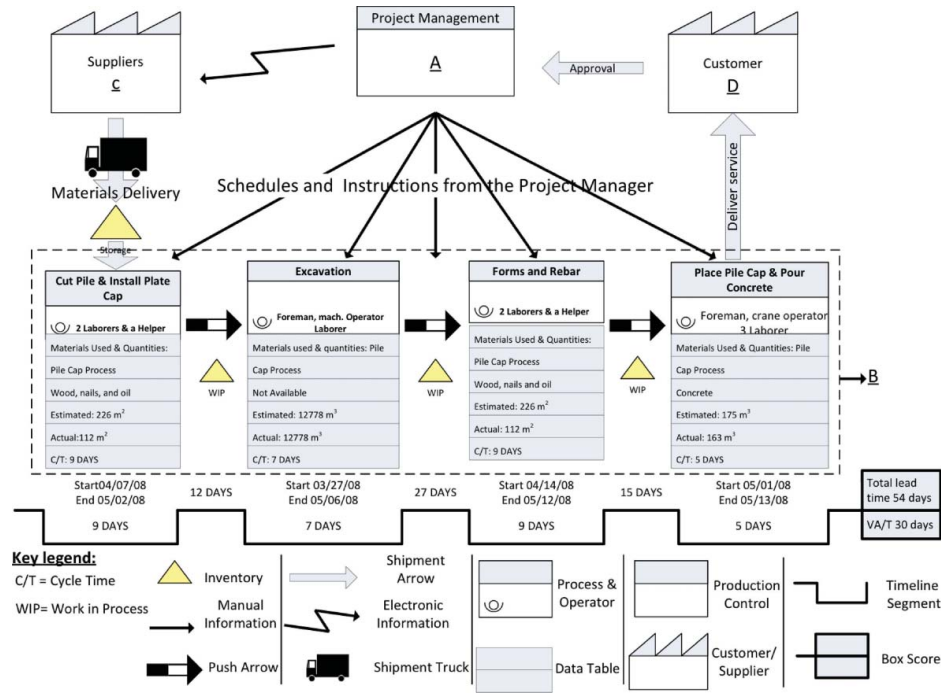 Project Management
A
Suppliers
C
Approval
Customer
D
Materials Delivery
Schedules and Instructions from the Project Manager
Deliver service
Storage
Cut Pile & Install Plate
Cap
2 Laborers & a Helper
Materials Used & Quantities:
Pile Cap Process
Wood, nails, and oil
Estimated: 226 m²
Actual:112 m²
C/T: 9 DAYS
WIP
Excavation
Foreman, mach. Operator
Laborer
Materials used & quantities: Pile
Cap Process
Not Available
Estimated: 12778 m³
Actual: 12778 m³
C/T: 7 DAYS
WIP
Forms and Rebar
2 Laborers & a Helper
Materials Used & Quantities:
Pile Cap Process
Wood, nails and oil
Estimated: 226 m²
Actual: 112 m²
C/T: 9 DAYS
WIP
Place Pile Cap & Pour
Concrete
Foreman, crane operator
3 Laborer
Materials Used & Quantities: Pile
Cap Process
Concrete
Estimated: 175 m³
Actual: 163 m³
C/T: 5 DAYS
B
Start04/07/08
End 05/02/08
12 DAYS
Start 03/27/08
End 05/06/08
27 DAYS
Start 04/14/08
End 05/12/08
15 DAYS
Start 05/01/08
End 05/13/08
Total lead
time 54 days
9 DAYS
7 DAYS
9 DAYS
5 DAYS
VA/T 30 days
Key legend:
C/T = Cycle Time
WIP= Work in Process
Inventory
Manual
Information
Push Arrow
Shipment
Arrow
Electronic
Information
Shipment Truck
Process &
Operator
Data Table
Production
Control
Customer/
Supplier
Timeline
Segment
Box Score